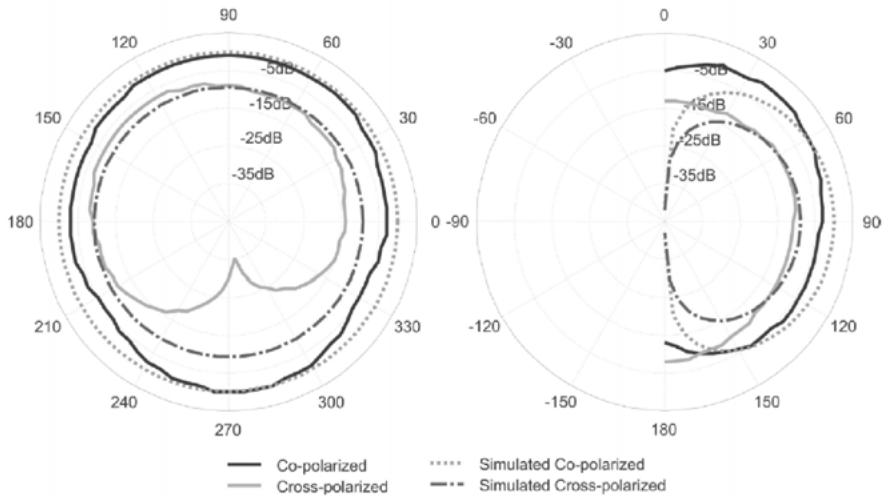 90
120
60
-5dB
-15dB
150
30
-25dB
-35dB
180
0
210
330
240
300
270
0
-30
30
-5dB
-15dB
-60
60
-25dB
-35dB
-90
90
-120
120
-150
150
180
Co-polarized
Simulated Co-polarized
Cross-polarized
Simulated Cross-polarized